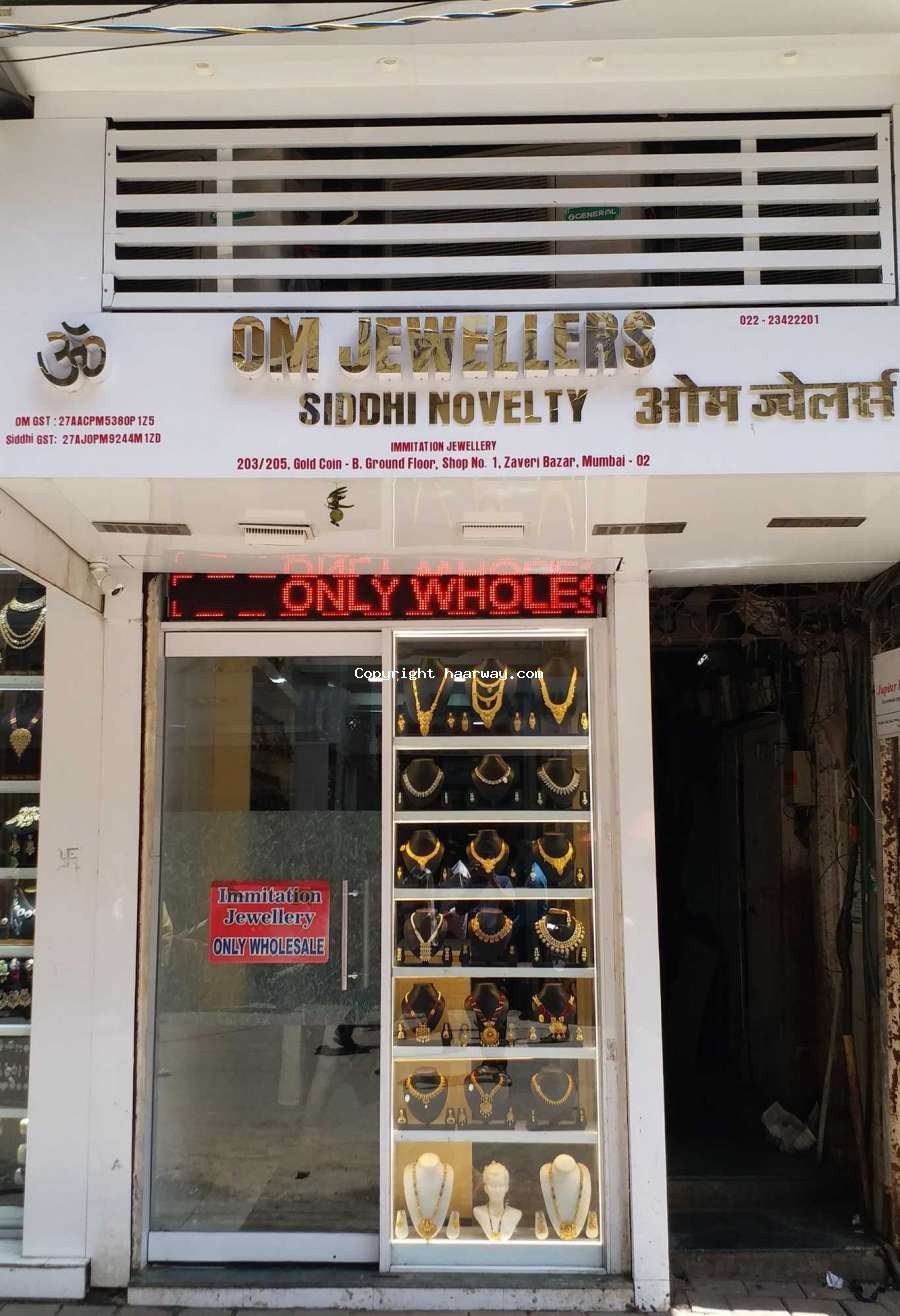 GENERAL
ॐ
OM JEWELLERS
022 - 23422201
SIDDHI NOVELTY
ओम ज्वेलर्स
OM GST : 27AACPM5380P1Z5
Siddhi GST: 27AJOPM9244M1ZD
IMMITATION JEWELLERY
203/205, Gold Coin - B. Ground Floor, Shop No. 1, Zaveri Bazar, Mumbai - 02
ONLY WHOLES
Copyright haarway.com
Jupiter
Immitation
Jewellery
ONLY WHOLESALE